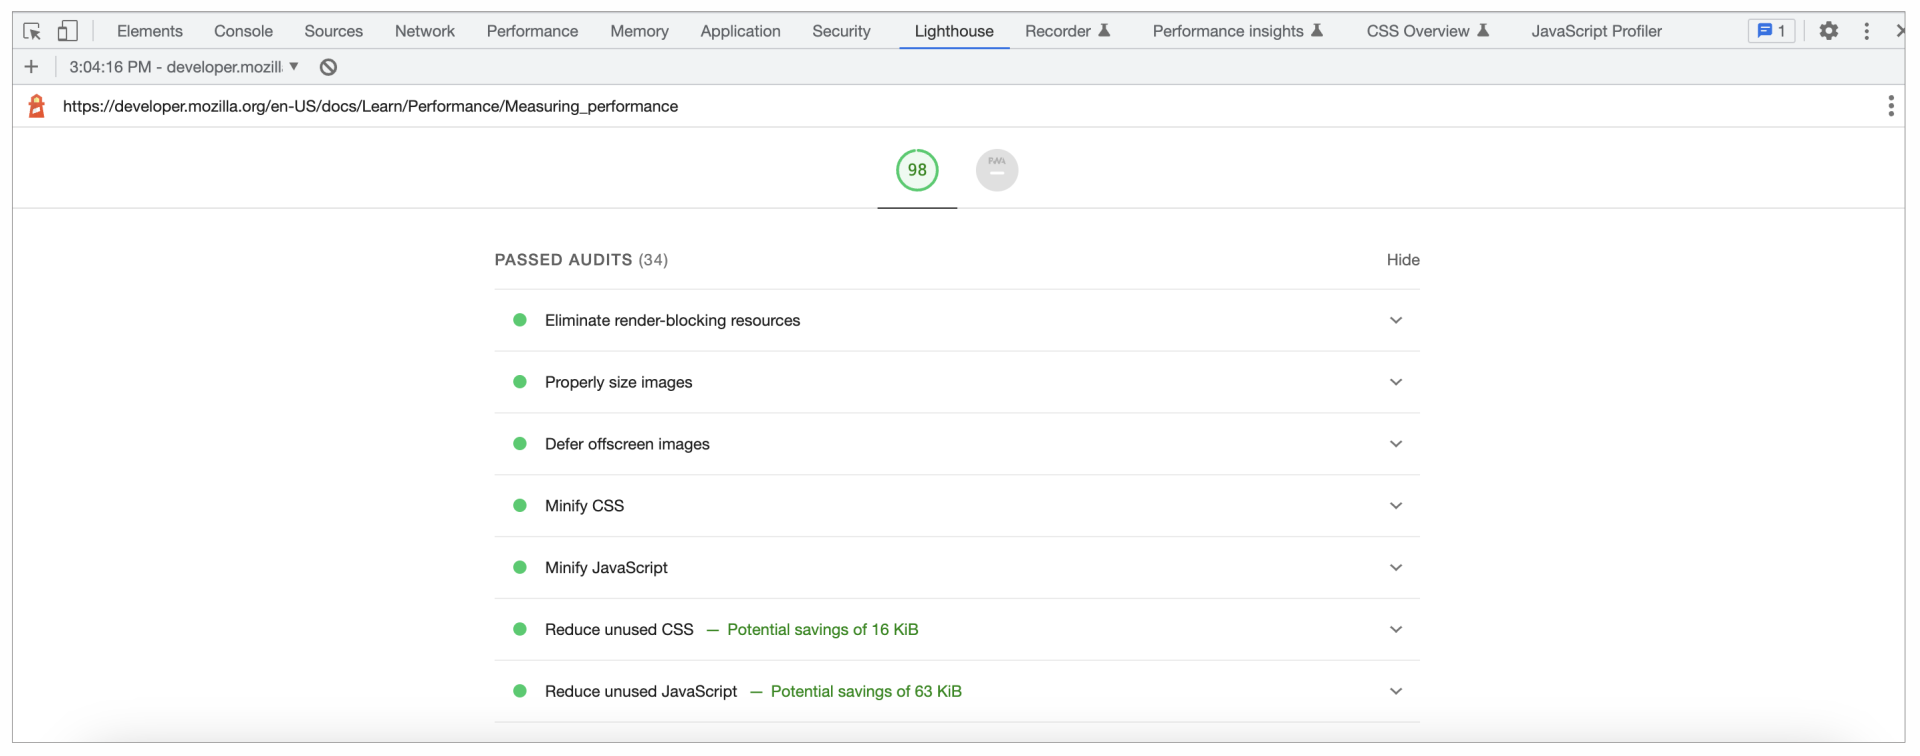 Elements Console Sources Network Performance Memory Application Security Lighthouse Recorder Performance insights CSS Overview JavaScript Profiler 1
3:04:16 PM - developer.mozill
https://developer.mozilla.org/en-US/docs/Learn/Performance/Measuring_performance
98 PWA
PASSED AUDITS (34) Hide
Eliminate render-blocking resources
Properly size images
Defer offscreen images
Minify CSS
Minify JavaScript
Reduce unused CSS — Potential savings of 16 KiB
Reduce unused JavaScript — Potential savings of 63 KiB